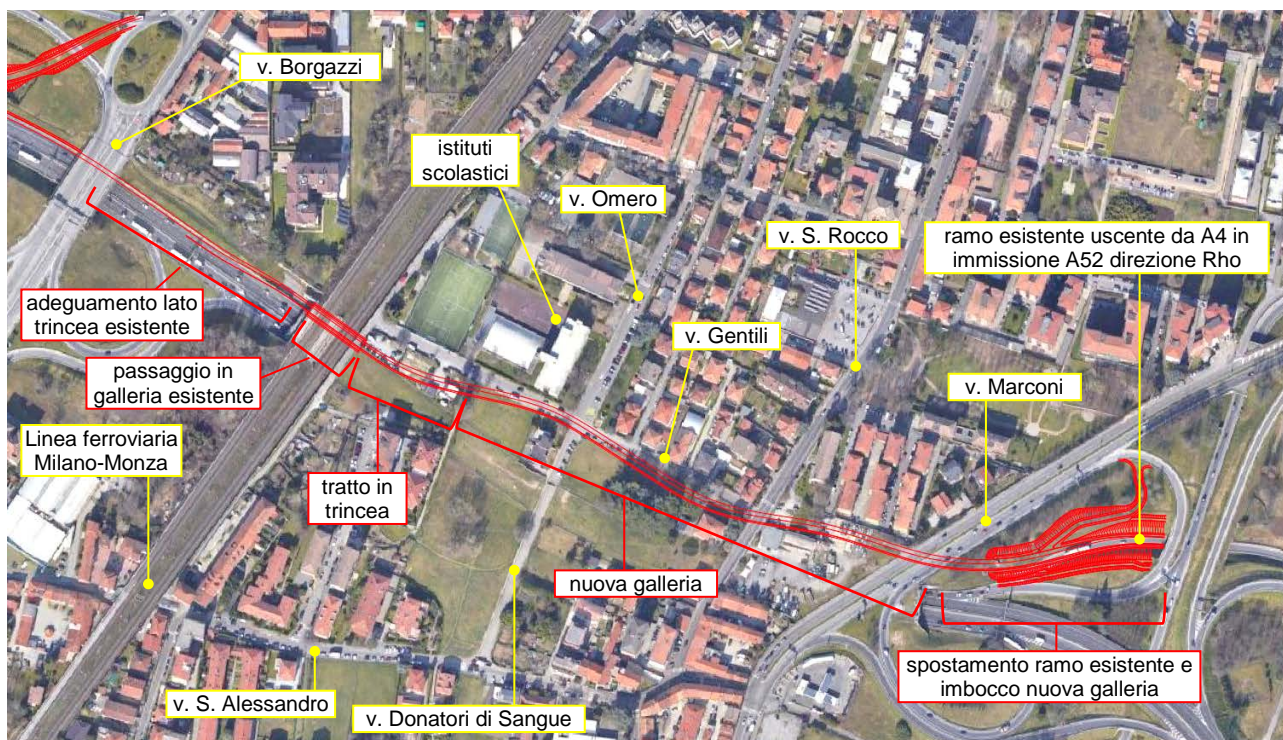 v. Borgazzi
istituti
scolastici
v. Omero
v. S. Rocco
ramo esistente uscente da A4 in
immissione A52 direzione Rho
adeguamento lato
trincea esistente
v. Gentili
passaggio in
galleria esistente
v. Marconi
Linea ferroviaria
Milano-Monza
tratto in
trincea
nuova galleria
spostamento ramo esistente e
imbocco nuova galleria
v. S. Alessandro
v. Donatori di Sangue